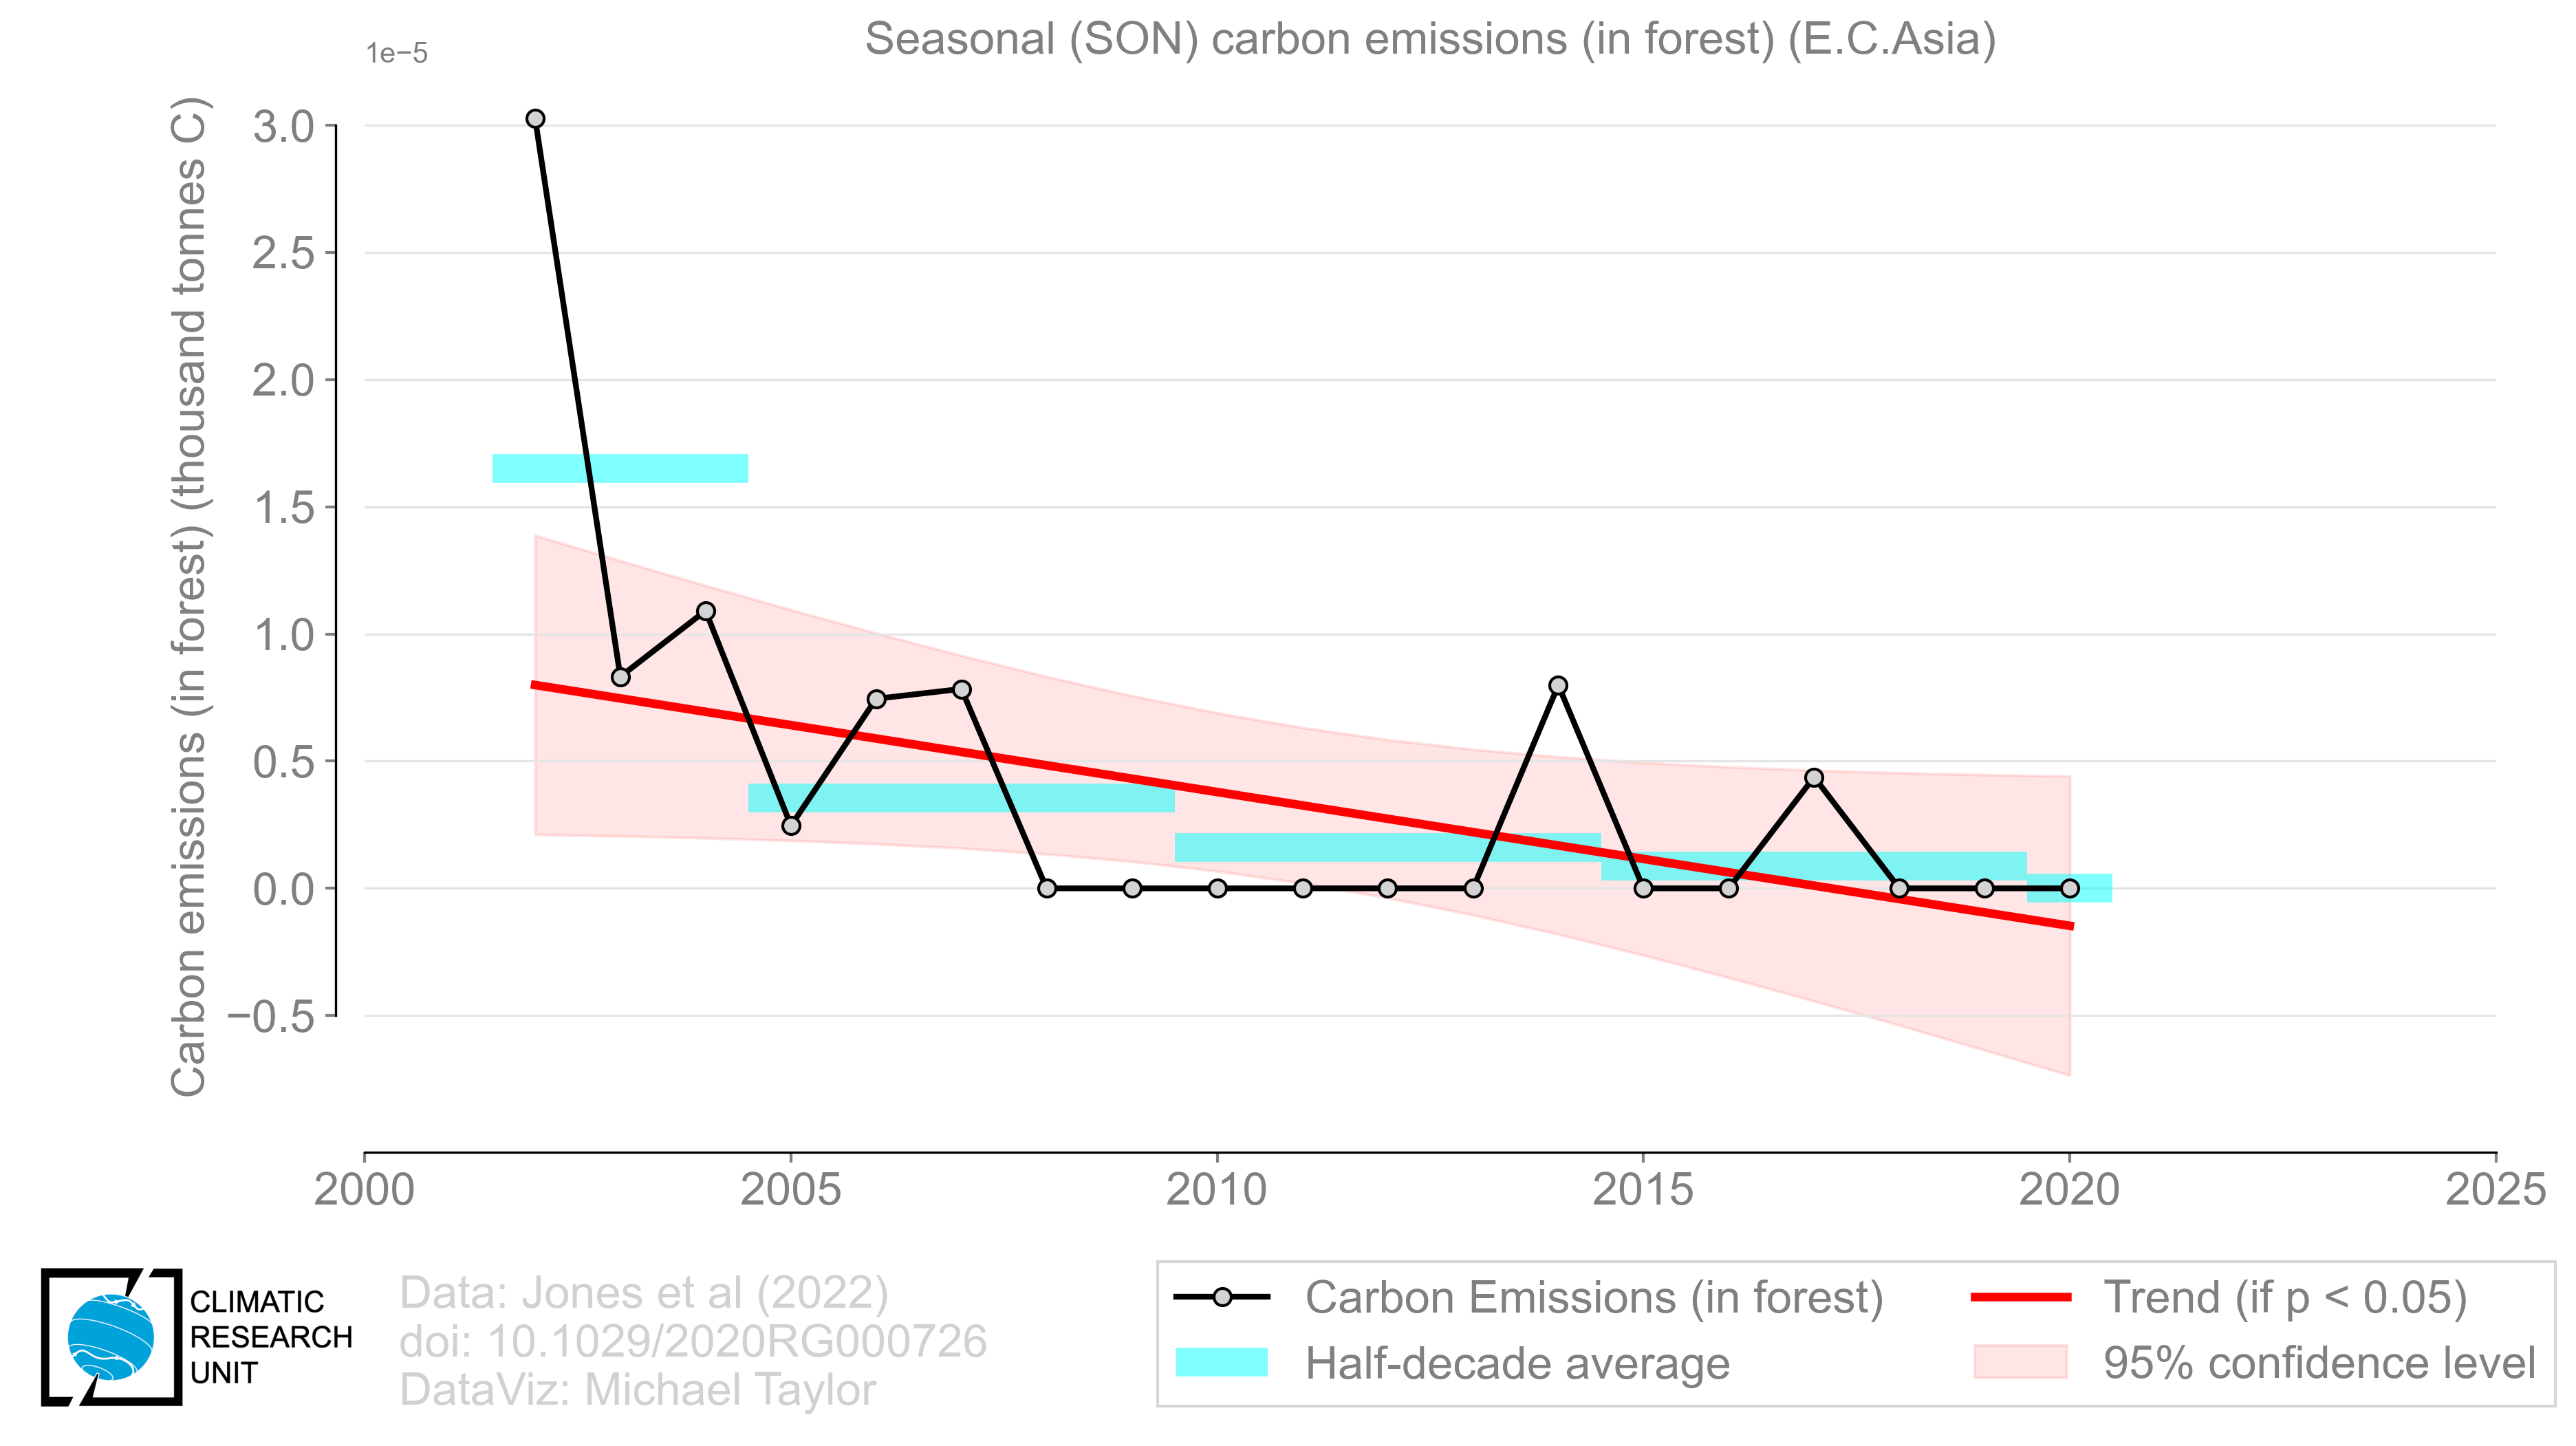 Seasonal (SON) carbon emissions (in forest) (E.C.Asia)
1e−5
Carbon emissions (in forest) (thousand tonnes C)
3.0
2.5
2.0
1.5
1.0
0.5
0.0
−0.5
2000 2005 2010 2015 2020 2025
CLIMATIC
RESEARCH
UNIT
Data: Jones et al (2022)
doi: 10.1029/2020RG000726
DataViz: Michael Taylor
Carbon Emissions (in forest)
Half-decade average
Trend (if p < 0.05)
95% confidence level